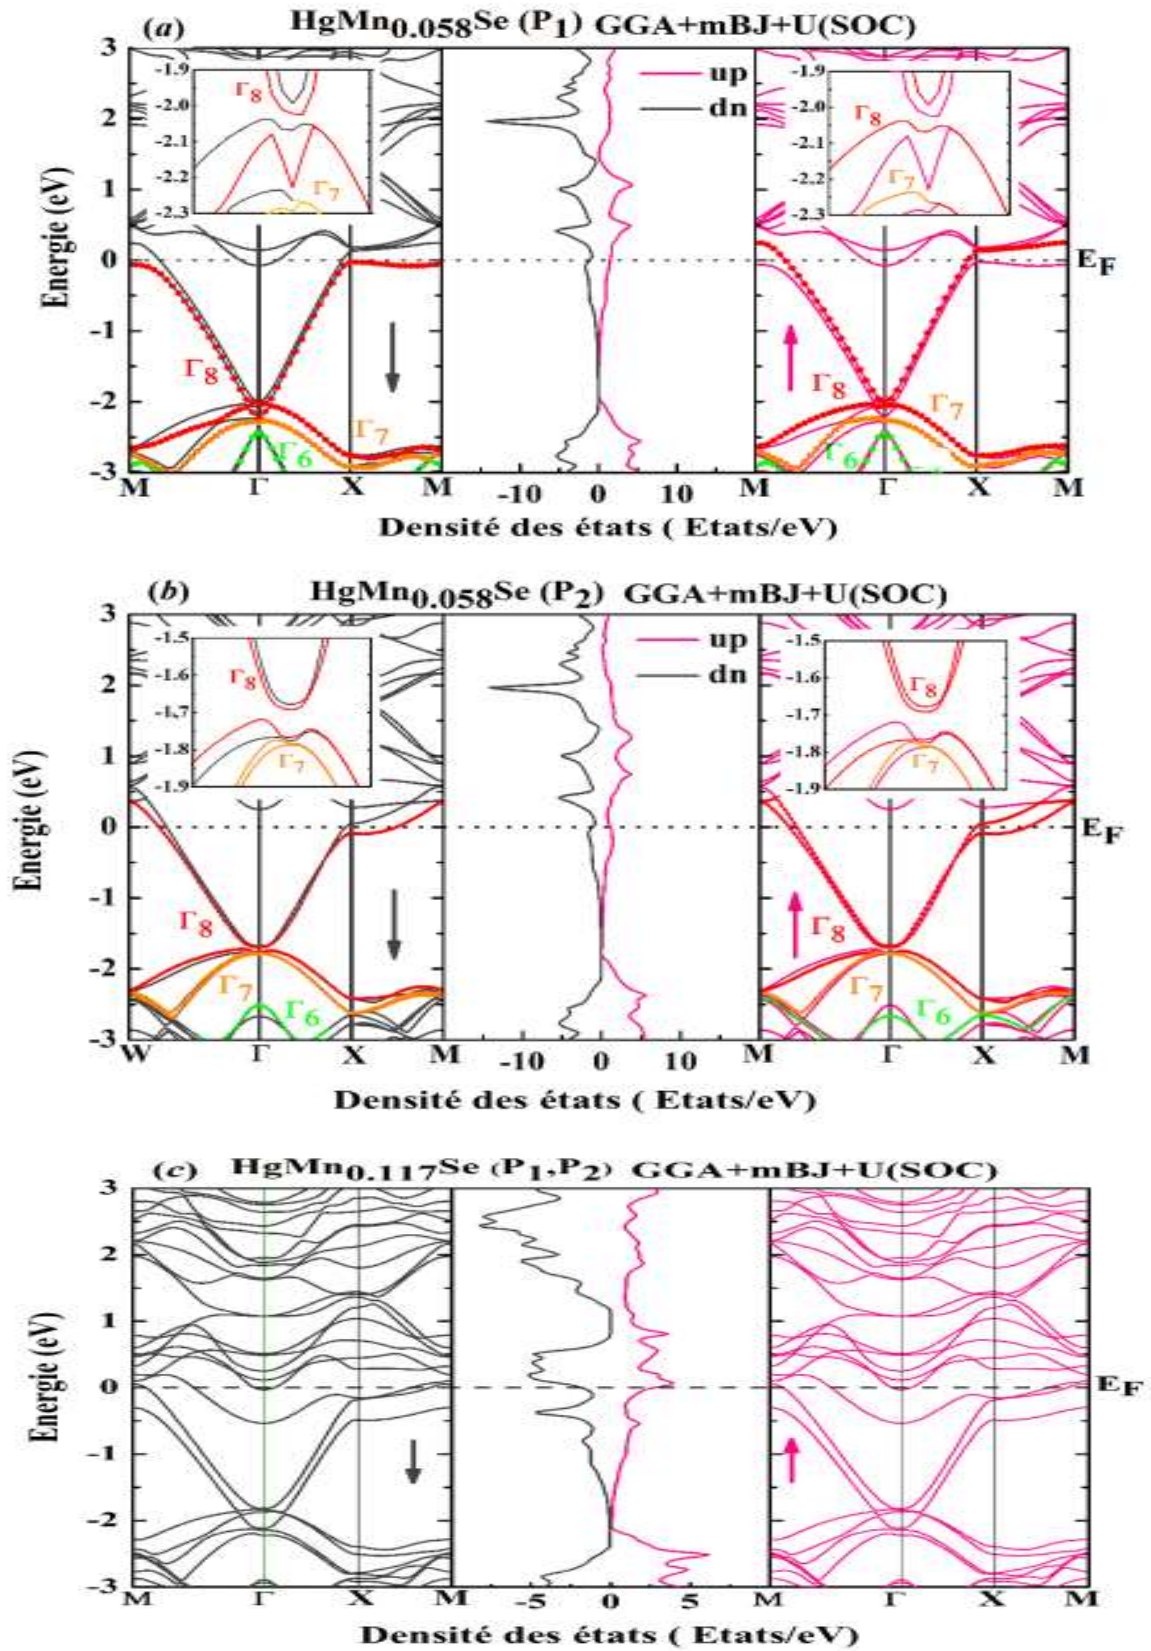 (a) HgMn0.058Se (P1) GGA+mBJ+U(SOC)
3
2
1
0
-1
-2
-3
Energie (eV)
-1.9
-2.0
-2.1
-2.2
-2.3
Γ8
Γ7
up
dn
-1.9
-2.0
-2.1
-2.2
-2.3
Γ8
Γ7
EF
Γ8
Γ7
Γ6
Γ8
Γ7
Γ6
M Γ X M -10 0 10 M Γ X M
Densité des états ( Etats/eV)
(b) HgMn0.058Se (P2) GGA+mBJ+U(SOC)
3
2
1
0
-1
-2
-3
Energie (eV)
-1.5
-1.6
-1.7
-1.8
-1.9
Γ8
Γ7
up
dn
-1.5
-1.6
-1.7
-1.8
-1.9
Γ8
Γ7
EF
Γ8
Γ7
Γ6
Γ8
Γ7
Γ6
W Γ X M -10 0 10 M Γ X M
Densité des états ( Etats/eV)
(c) HgMn0.117Se (P1,P2) GGA+mBJ+U(SOC)
3
2
1
0
-1
-2
-3
Energie (eV)
EF
M Γ X M -5 0 5 M Γ X M
Densité des états ( Etats/eV)